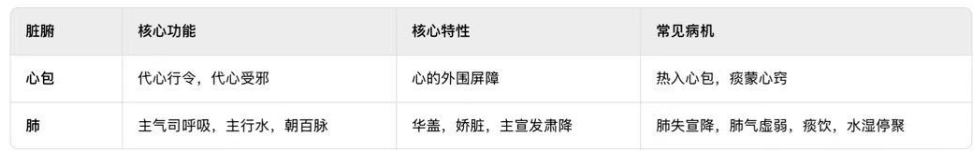 脏腑 核心功能 核心特性 常见病机
心包 代心行令，代心受邪 心的外围屏障 热入心包，痰蒙心窍
肺 主气司呼吸，主行水，朝百脉 华盖，娇脏，主宣发肃降 肺失宣降，肺气虚弱，痰饮，水湿停聚